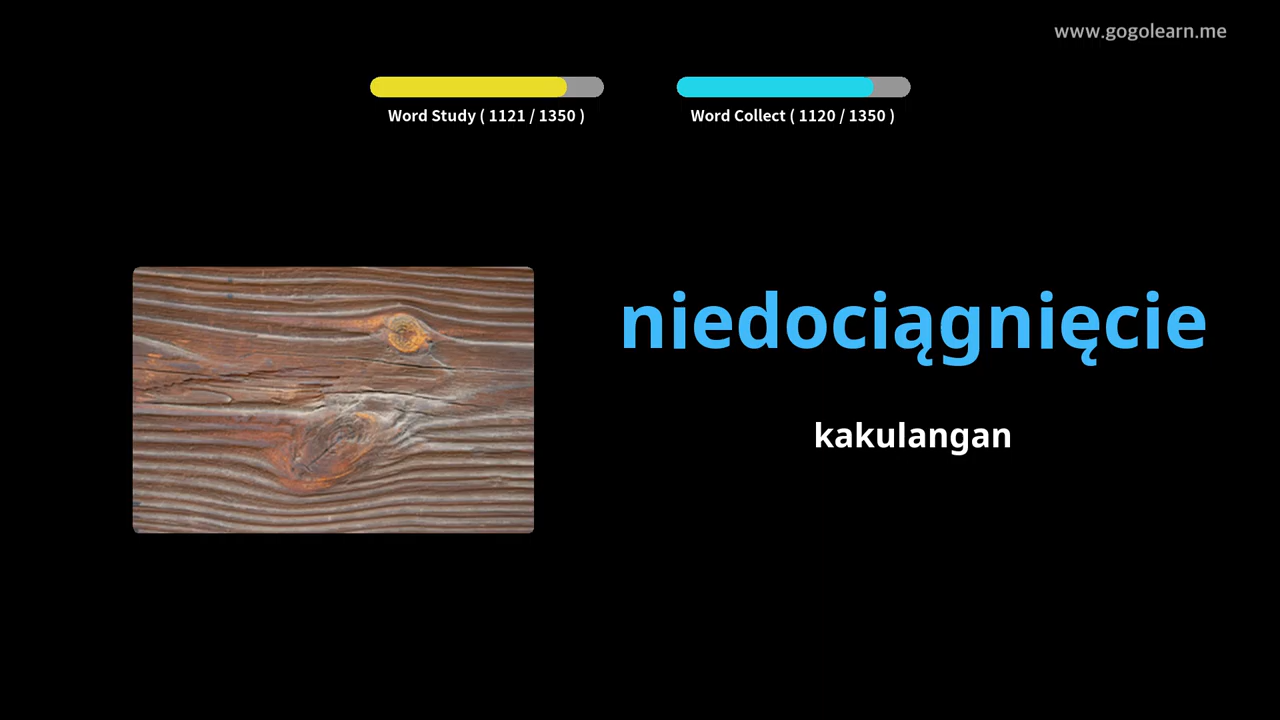 www.gogolearn.me
Word Study ( 1121 / 1350 )
Word Collect ( 1120 / 1350 )
niedociągnięcie
kakulangan